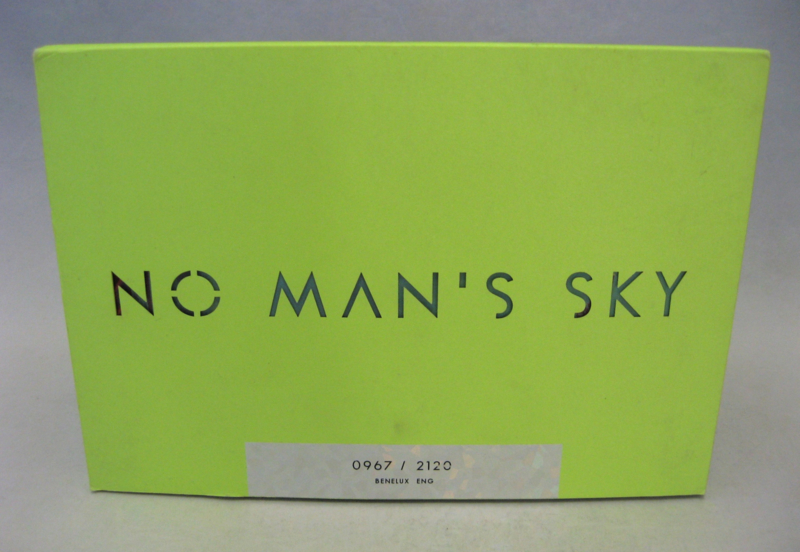 NO MAN'S SKY
0967 / 2120
BENELUX ENG